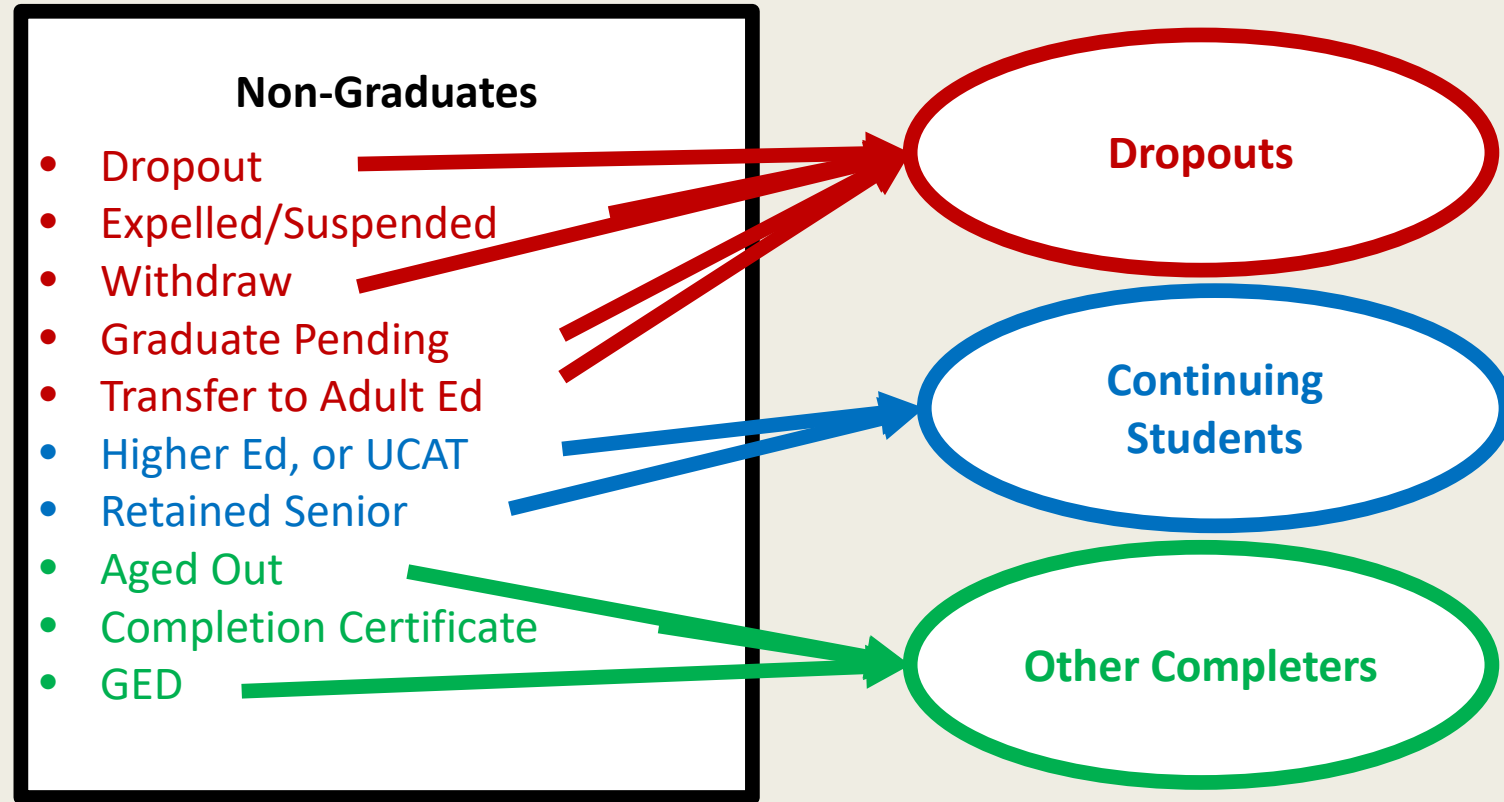 Non-Graduates
• Dropout
• Expelled/Suspended
• Withdraw
• Graduate Pending
• Transfer to Adult Ed
• Higher Ed, or UCAT
• Retained Senior
• Aged Out
• Completion Certificate
• GED
Dropouts
Continuing
Students
Other Completers